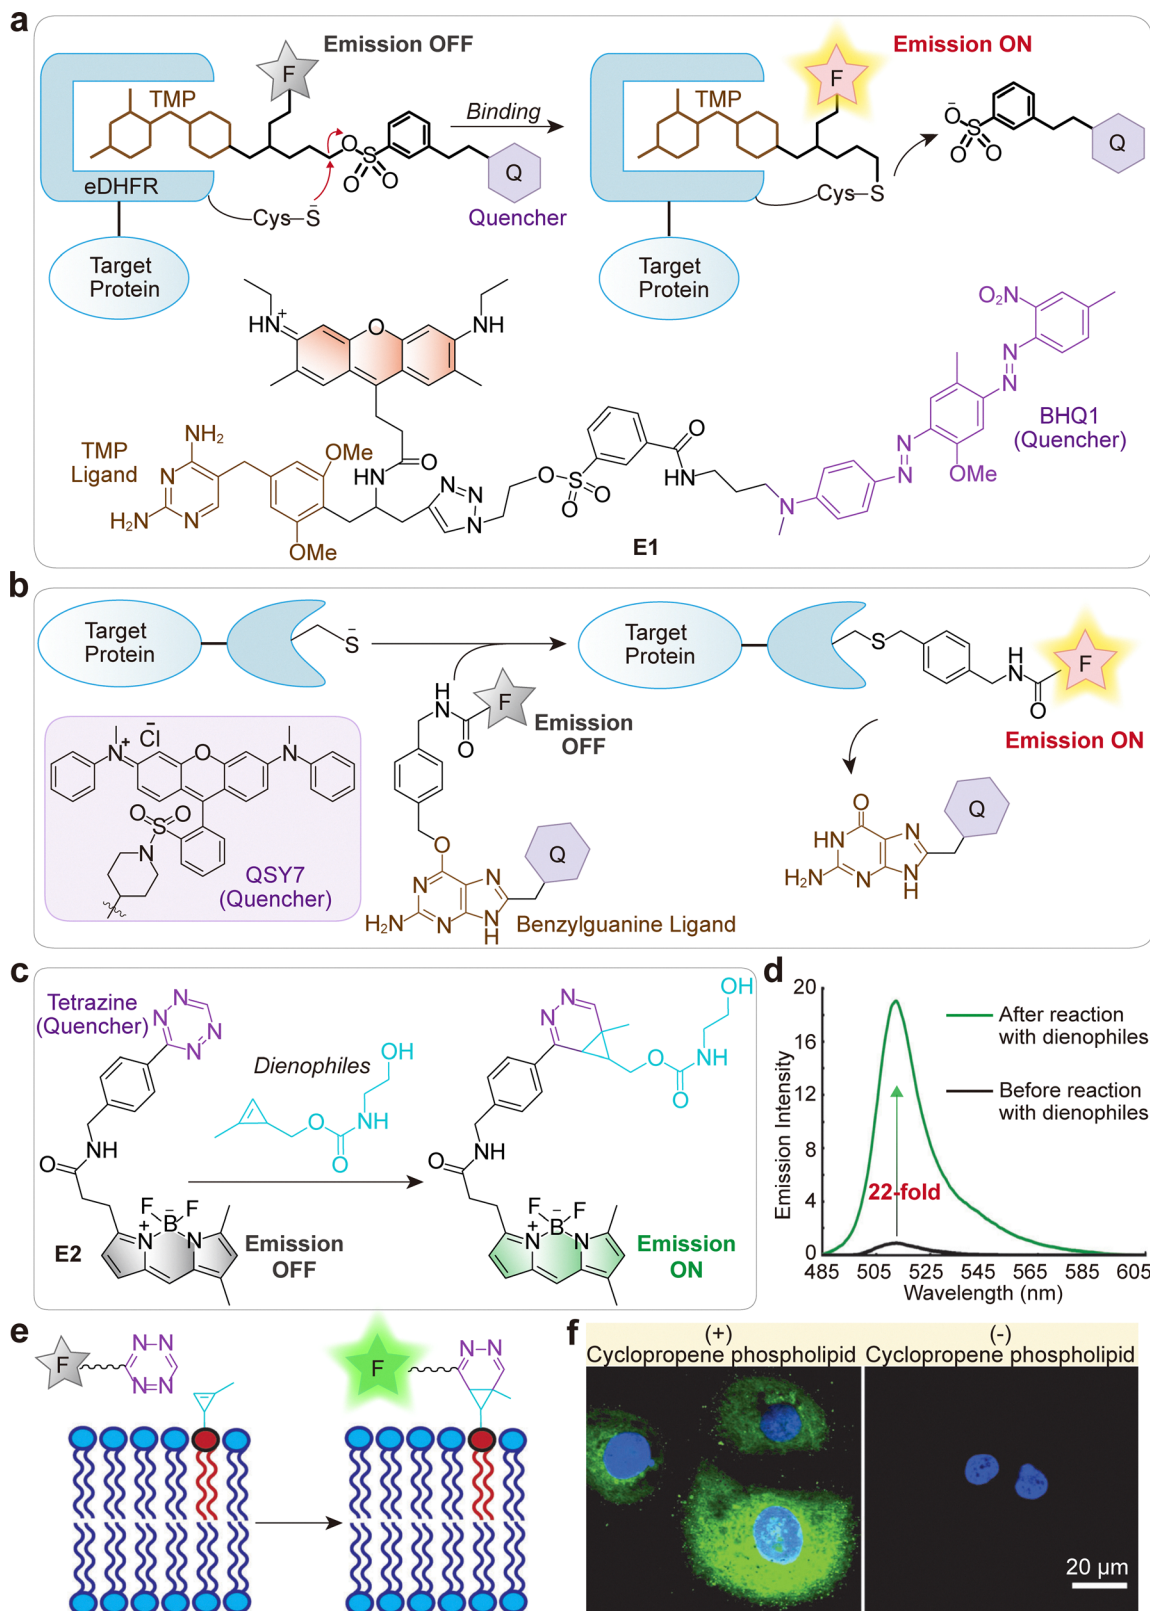 a
Emission OFF
Emission ON
F
F
TMP
TMP
Binding
O
S
O O
Q
Quencher
eDHFR
Cys—S̄
Target
Protein
Cys
S
Target
Protein
Ō
S
O
O
Q
HN⁺
O
NH
O₂N
N
N
BHQ1
(Quencher)
N
N
OMe
TMP
Ligand
NH₂
N
H₂N
N
OMe
OMe
HN
O
N
N
N
O
S
O
O
O
HN
N
E1
b
Target
Protein
S̄
Target
Protein
S
H
N
O
F
Emission ON
H
N
O
F
Emission
OFF
Cl̄
N⁺
O
N
O
O
S
N
QSY7
(Quencher)
O
N
N
H₂N
N
N
H
Q
Benzylguanine Ligand
O
HN
N
H₂N
N
N
H
Q
c
Tetrazine
(Quencher)
N
N
N
N
NH
O
F
F
B̄
N⁺
N
E2
Emission
OFF
Dienophiles
OH
O
NH
O
N
N
OH
O
NH
O
NH
O
F
F
B̄
N⁺
N
Emission
ON
d
Emission Intensity
20
16
12
8
4
0
485 505 525 545 565 585 605
Wavelength (nm)
After reaction
with dienophiles
Before reaction
with dienophiles
22-fold
e
F
N
N
N
N
F
N
N
f
(+)
Cyclopropene phospholipid
(-)
Cyclopropene phospholipid
20 μm